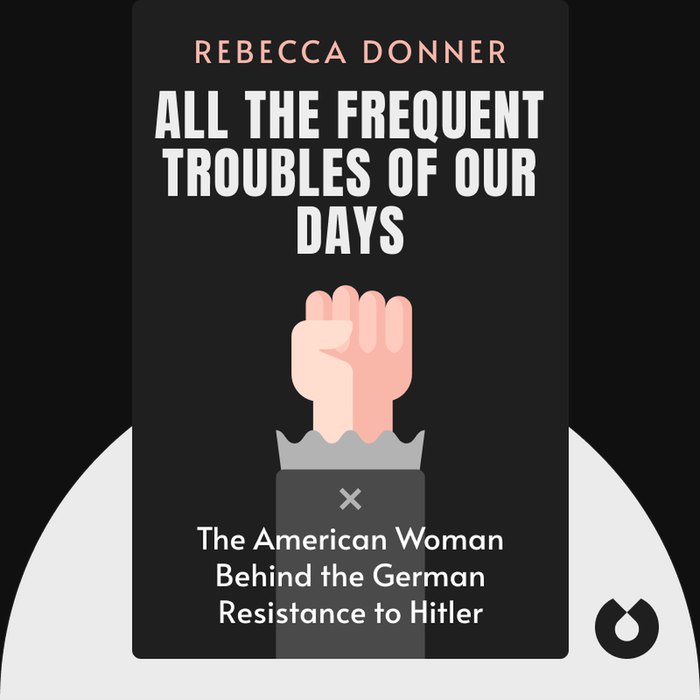 REBECCA DONNER
ALL THE FREQUENT
TROUBLES OF OUR
DAYS
The American Woman
Behind the German
Resistance to Hitler